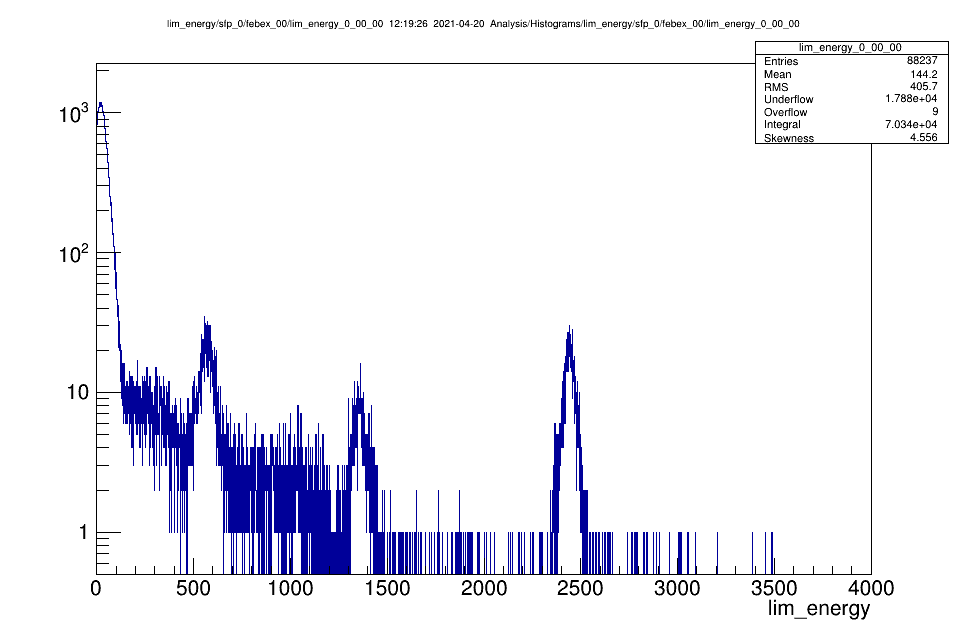 lim_energy/sfp_0/febex_00/lim_energy_0_00_00 12:19:26 2021-04-20 Analysis/Histograms/lim_energy/sfp_0/febex_00/lim_energy_0_00_00
lim_energy_0_00_00
Entries 88237
Mean 144.2
RMS 405.7
Underflow 1.788e+04
Overflow 9
Integral 7.034e+04
Skewness 4.556
10³
10²
10
1
0 500 1000 1500 2000 2500 3000 3500 4000
lim_energy